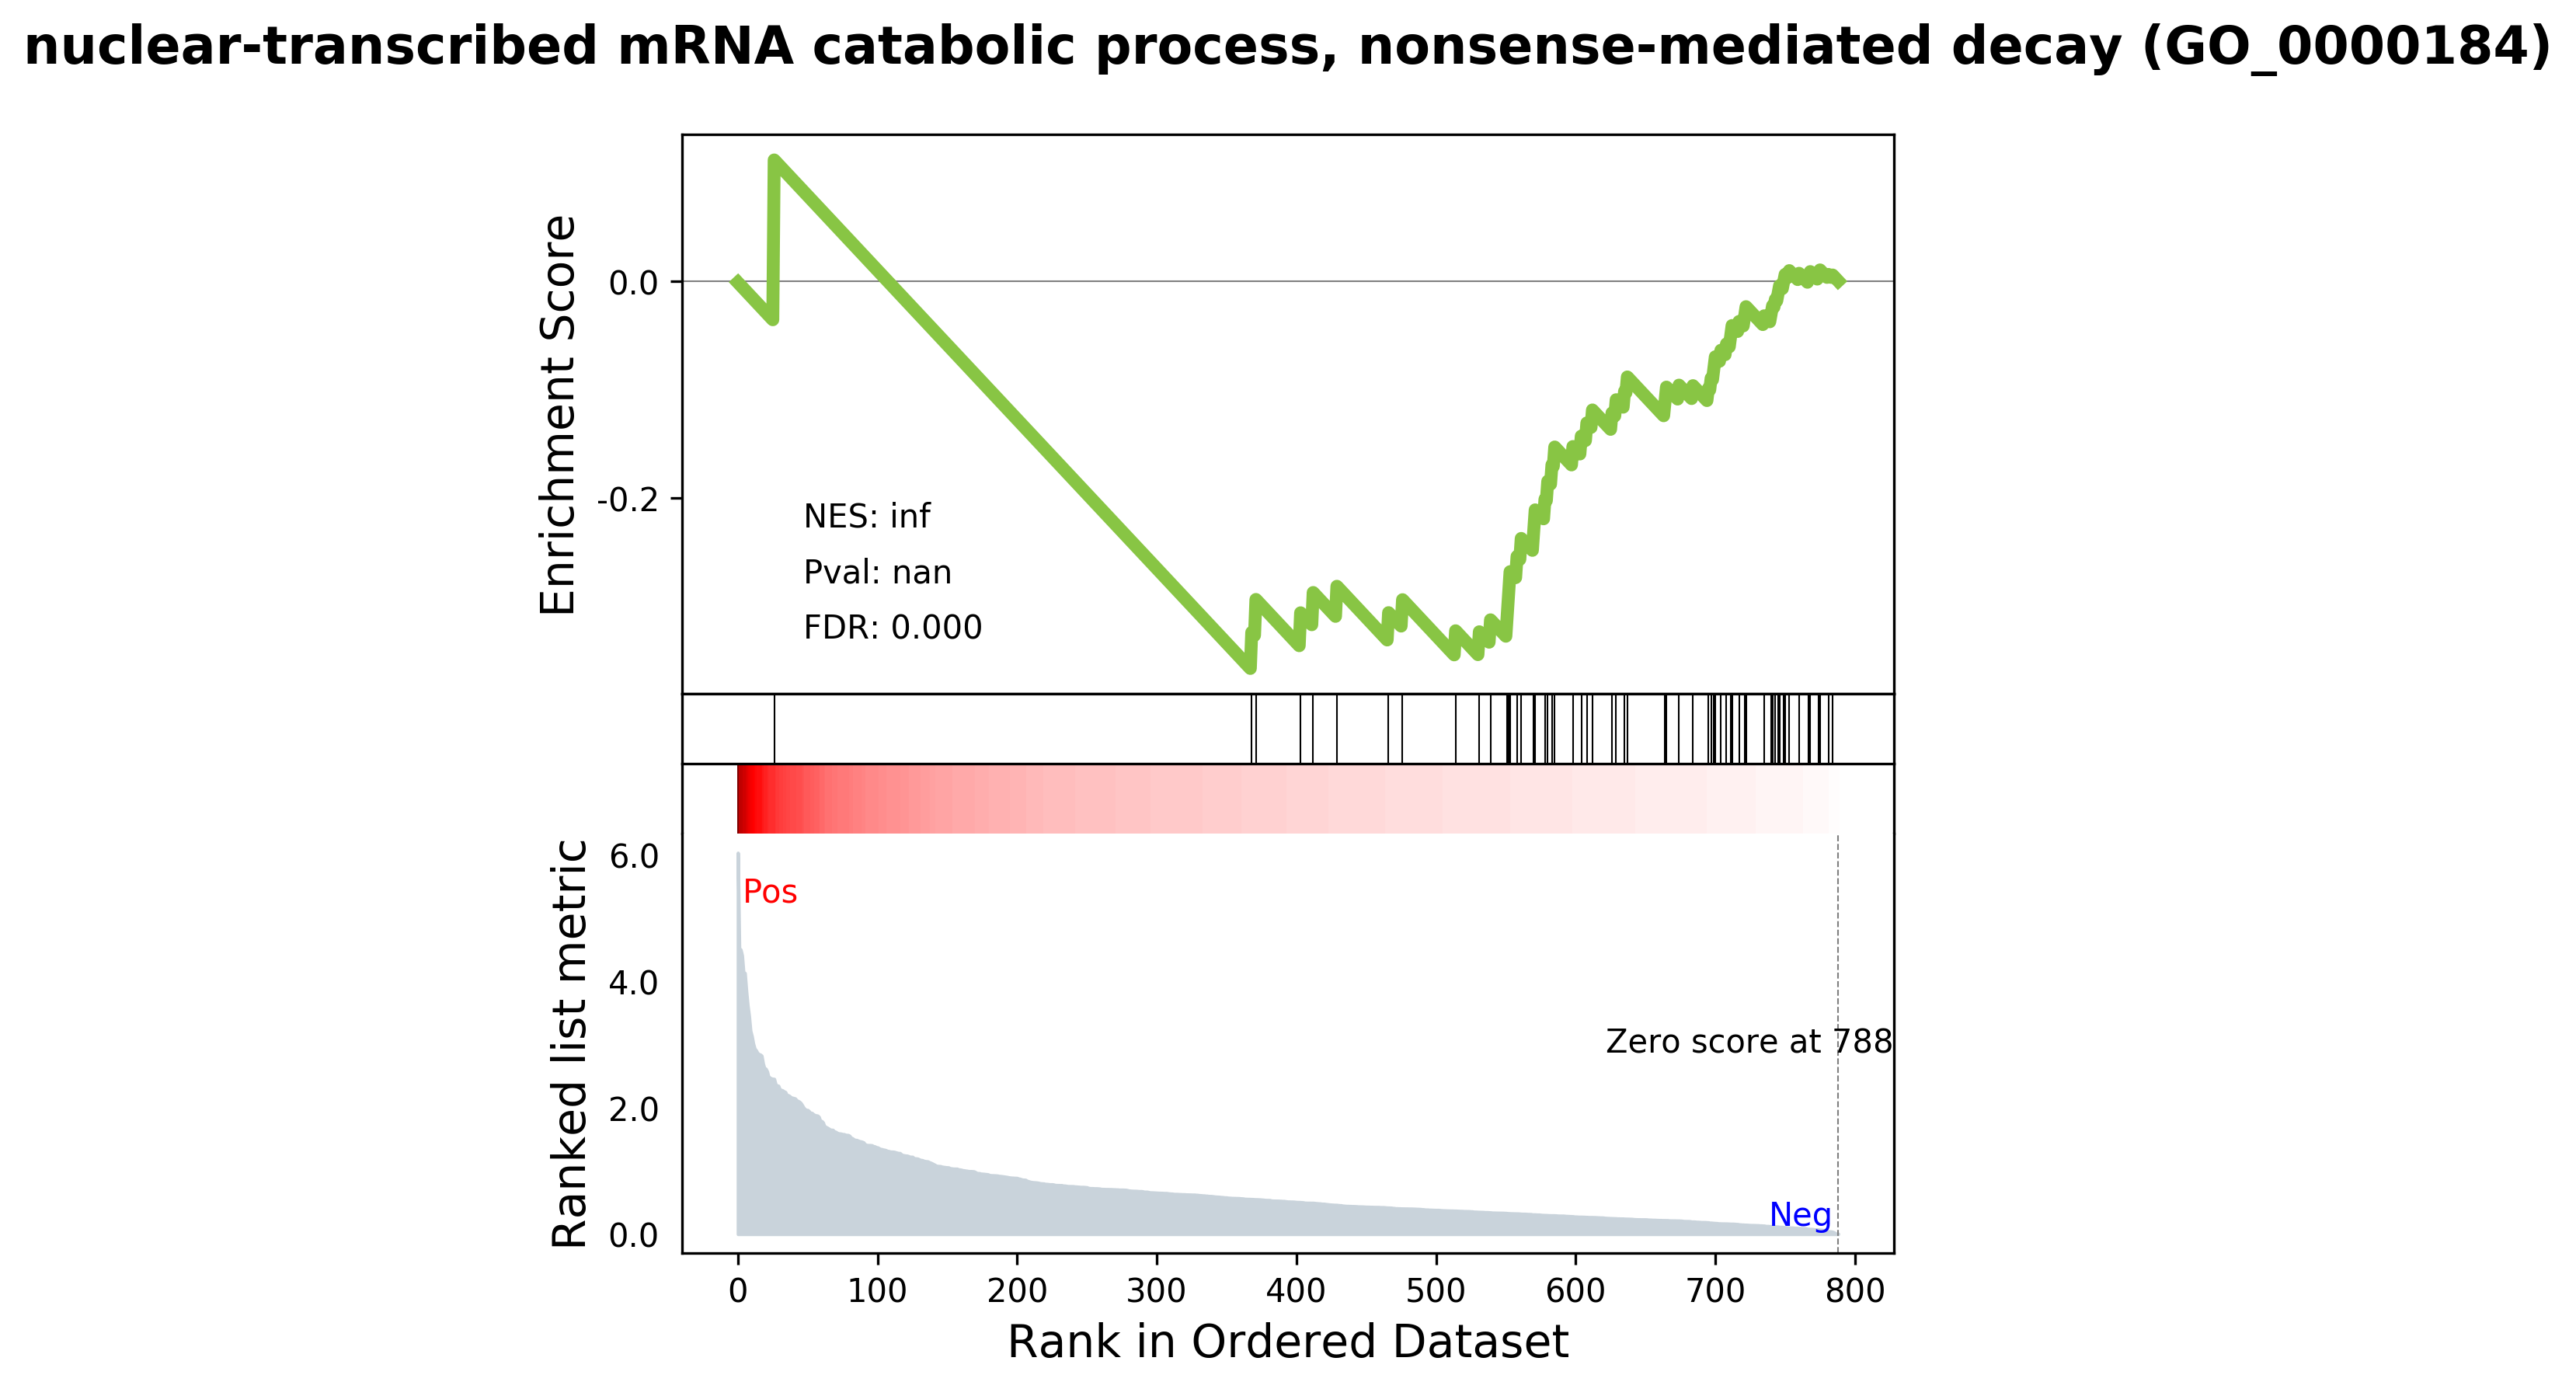 nuclear-transcribed mRNA catabolic process, nonsense-mediated decay (GO_0000184)
Enrichment Score
0.0
-0.2
NES: inf
Pval: nan
FDR: 0.000
Ranked list metric
6.0
4.0
2.0
0.0
Pos
Zero score at 788
Neg
0 100 200 300 400 500 600 700 800
Rank in Ordered Dataset